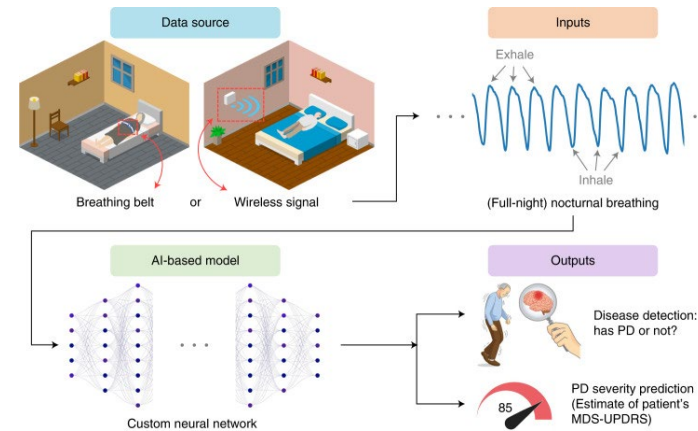 Data source
Inputs
Exhale
Inhale
Breathing belt or Wireless signal
(Full-night) nocturnal breathing
AI-based model
Outputs
Disease detection:
has PD or not?
PD severity prediction
(Estimate of patient's
MDS-UPDRS)
85
Custom neural network